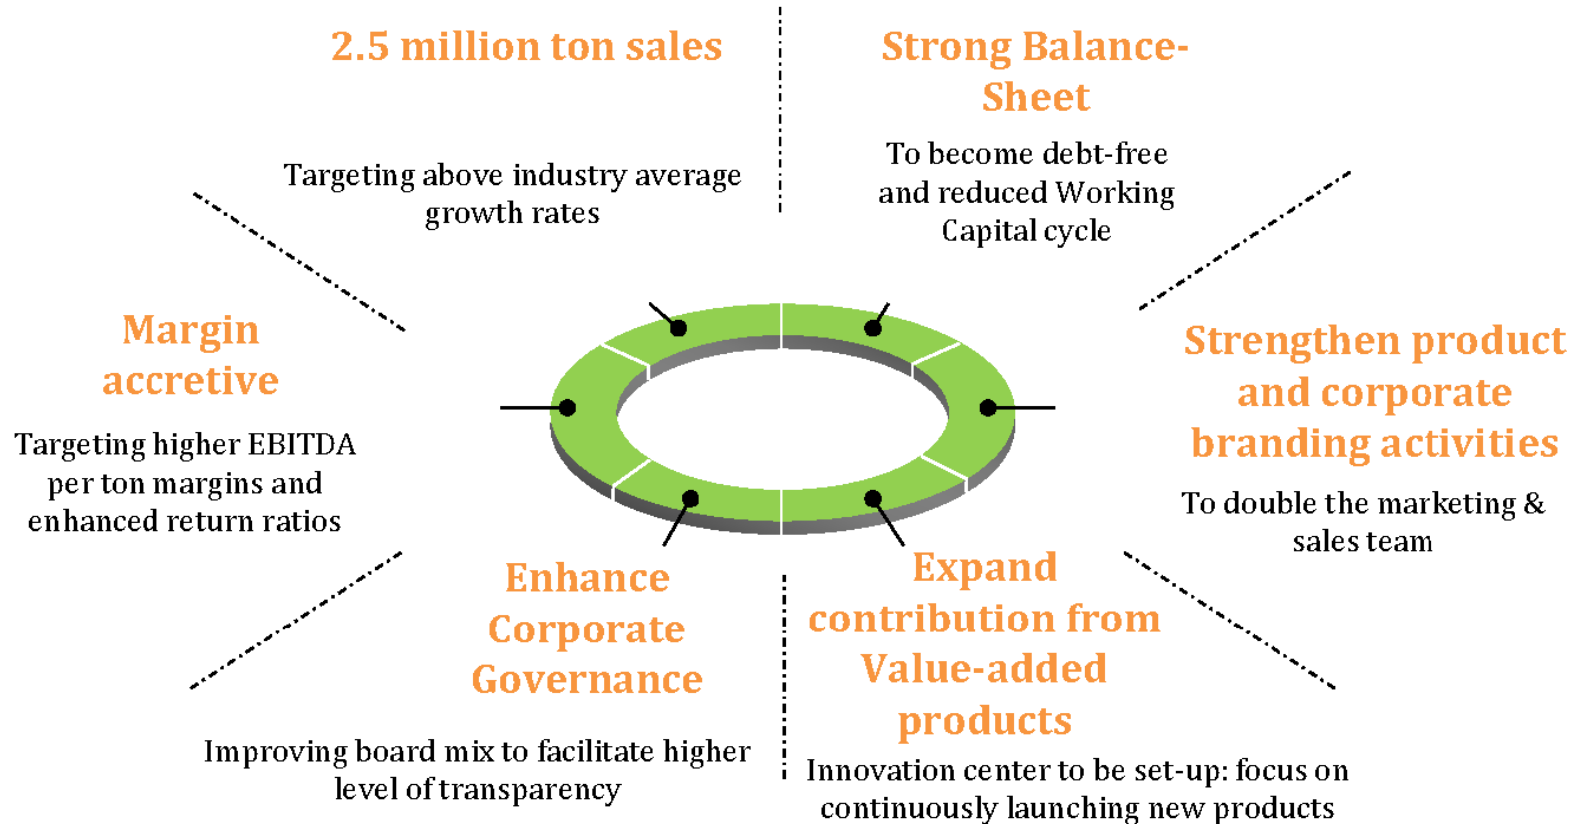 2.5 million ton sales
Targeting above industry average
growth rates
Strong Balance-
Sheet
To become debt-free
and reduced Working
Capital cycle
Margin
accretive
Targeting higher EBITDA
per ton margins and
enhanced return ratios
Strengthen product
and corporate
branding activities
To double the marketing &
sales team
Enhance
Corporate
Governance
Improving board mix to facilitate higher
level of transparency
Expand
contribution from
Value-added
products
Innovation center to be set-up: focus on
continuously launching new products